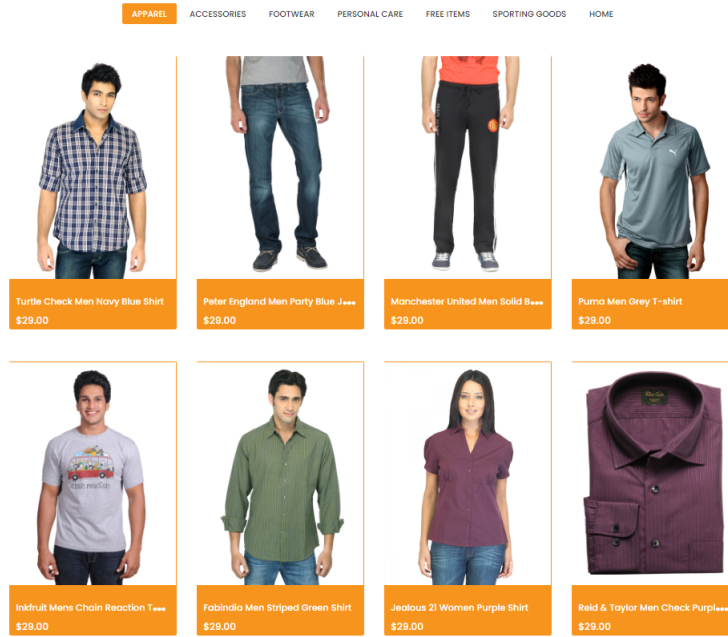 APPAREL ACCESSORIES FOOTWEAR PERSONAL CARE FREE ITEMS SPORTING GOODS HOME
Turtle Check Men Navy Blue Shirt
$29.00
Peter England Men Party Blue J...
$29.00
Manchester United Men Solid B...
$29.00
Puma Men Grey T-shirt
$29.00
Inkfruit Mens Chain Reaction T...
$29.00
Fabindia Men Striped Green Shirt
$29.00
Jealous 21 Women Purple Shirt
$29.00
Reid & Taylor Men Check Purpl...
$29.00